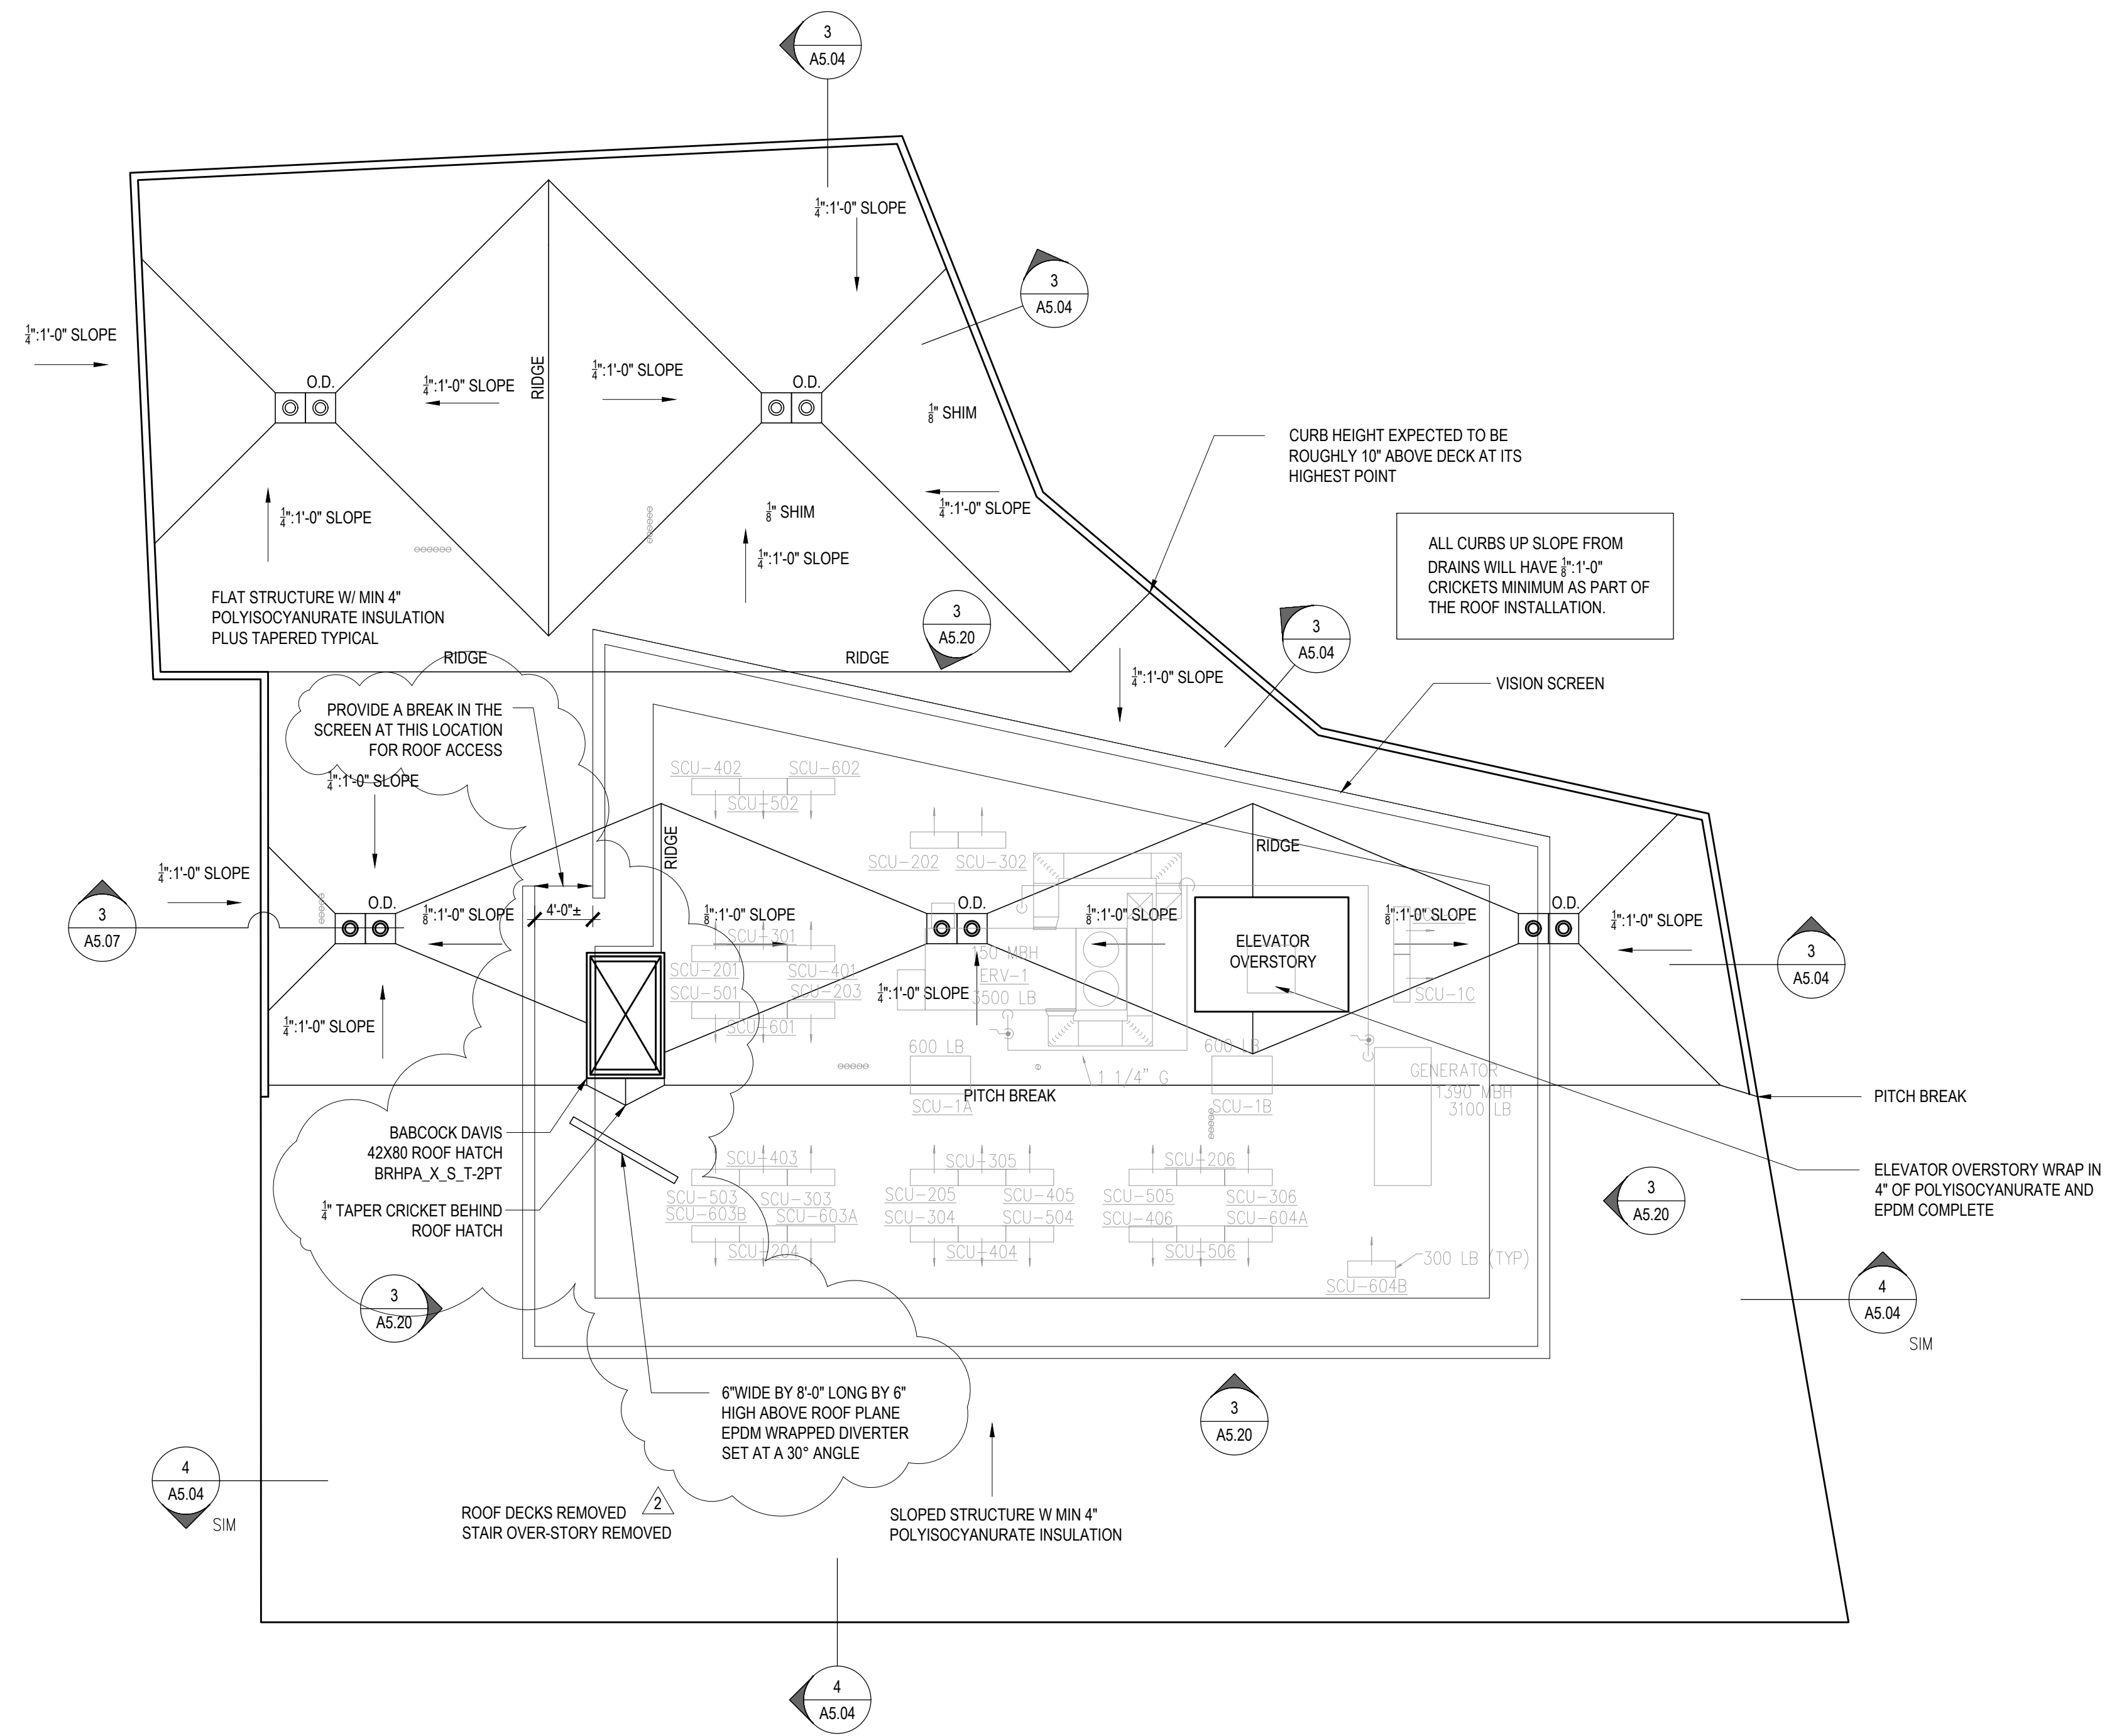 3
A5.04
1/4":1'-0" SLOPE
3
A5.04
1/4":1'-0" SLOPE
RIDGE
O.D.
1/4":1'-0" SLOPE
1/4":1'-0" SLOPE
O.D.
1/8" SHIM
CURB HEIGHT EXPECTED TO BE
ROUGHLY 10" ABOVE DECK AT ITS
HIGHEST POINT
1/4":1'-0" SLOPE
1/8" SHIM
1/4":1'-0" SLOPE
1/4":1'-0" SLOPE
ALL CURBS UP SLOPE FROM
DRAINS WILL HAVE 1/8":1'-0"
CRICKETS MINIMUM AS PART OF
THE ROOF INSTALLATION.
FLAT STRUCTURE W/ MIN 4"
POLYISOCYANURATE INSULATION
PLUS TAPERED TYPICAL
3
A5.20
3
A5.04
RIDGE
RIDGE
1/4":1'-0" SLOPE
VISION SCREEN
PROVIDE A BREAK IN THE
SCREEN AT THIS LOCATION
FOR ROOF ACCESS
1/4":1'-0" SLOPE
SCU-402
SCU-602
SCU-502
RIDGE
SCU-202
SCU-302
RIDGE
1/4":1'-0" SLOPE
3
A5.07
O.D.
1/8":1'-0" SLOPE
4'-0"±
1/8":1'-0" SLOPE
O.D.
1/8":1'-0" SLOPE
1/8":1'-0" SLOPE
O.D.
1/4":1'-0" SLOPE
3
A5.04
SCU-301
SCU-201
SCU-401
SCU-501
SCU-203
SCU-601
150 MBH
ERV-1
3500 LB
ELEVATOR
OVERSTORY
SCU-1C
1/4":1'-0" SLOPE
1/4":1'-0" SLOPE
600 LB
600 LB
SCU-1A
1 1/4" G
SCU-1B
GENERATOR
1390 MBH
3100 LB
PITCH BREAK
PITCH BREAK
BABCOCK DAVIS
42X80 ROOF HATCH
BRHPA_X_S_T-2PT
1/4" TAPER CRICKET BEHIND
ROOF HATCH
SCU-403
SCU-503
SCU-303
SCU-603B
SCU-603A
SCU-204
SCU-305
SCU-205
SCU-405
SCU-304
SCU-504
SCU-404
SCU-206
SCU-505
SCU-306
SCU-406
SCU-604A
SCU-506
300 LB (TYP)
SCU-604B
ELEVATOR OVERSTORY WRAP IN
4" OF POLYISOCYANURATE AND
EPDM COMPLETE
3
A5.20
3
A5.20
4
A5.04
SIM
6"WIDE BY 8'-0" LONG BY 6"
HIGH ABOVE ROOF PLANE
EPDM WRAPPED DIVERTER
SET AT A 30° ANGLE
3
A5.20
4
A5.04
SIM
ROOF DECKS REMOVED
STAIR OVER-STORY REMOVED
2
SLOPED STRUCTURE W MIN 4"
POLYISOCYANURATE INSULATION
4
A5.04